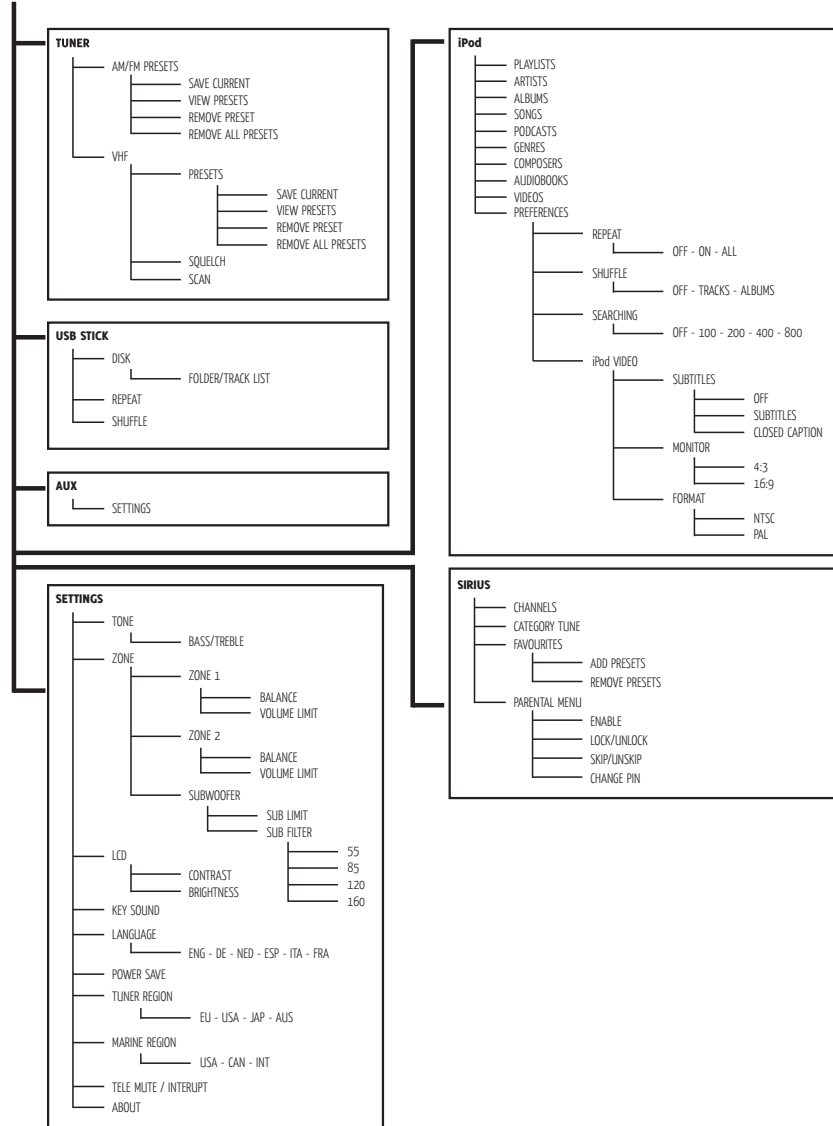 TUNER
AM/FM PRESETS
SAVE CURRENT
VIEW PRESETS
REMOVE PRESET
REMOVE ALL PRESETS
VHF
PRESETS
SAVE CURRENT
VIEW PRESETS
REMOVE PRESET
REMOVE ALL PRESETS
SQUELCH
SCAN
USB STICK
DISK
FOLDER/TRACK LIST
REPEAT
SHUFFLE
AUX
SETTINGS
SETTINGS
TONE
BASS/TREBLE
ZONE
ZONE 1
BALANCE
VOLUME LIMIT
ZONE 2
BALANCE
VOLUME LIMIT
SUBWOOFER
SUB LIMIT
SUB FILTER
55
85
120
160
LCD
CONTRAST
BRIGHTNESS
KEY SOUND
LANGUAGE
ENG - DE - NED - ESP - ITA - FRA
POWER SAVE
TUNER REGION
EU - USA - JAP - AUS
MARINE REGION
USA - CAN - INT
TELE MUTE / INTERUPT
ABOUT
iPod
PLAYLISTS
ARTISTS
ALBUMS
SONGS
PODCASTS
GENRES
COMPOSERS
AUDIOBOOKS
VIDEOS
PREFERENCES
REPEAT
OFF - ON - ALL
SHUFFLE
OFF - TRACKS - ALBUMS
SEARCHING
OFF - 100 - 200 - 400 - 800
iPod VIDEO
SUBTITLES
OFF
SUBTITLES
CLOSED CAPTION
MONITOR
4:3
16:9
FORMAT
NTSC
PAL
SIRIUS
CHANNELS
CATEGORY TUNE
FAVOURITES
ADD PRESETS
REMOVE PRESETS
PARENTAL MENU
ENABLE
LOCK/UNLOCK
SKIP/UNSKIP
CHANGE PIN